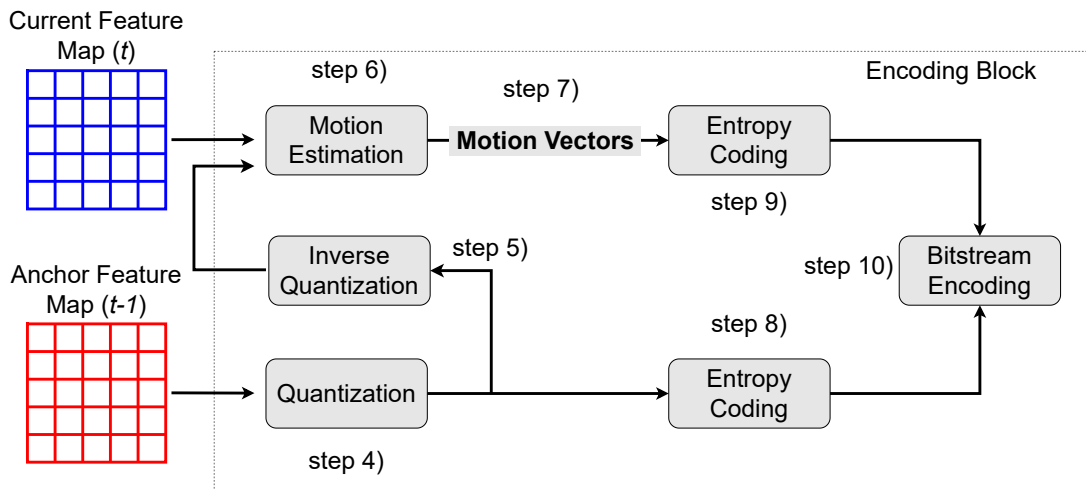 Current Feature
Map (t)
Encoding Block
step 6)
step 7)
Motion
Estimation
Motion Vectors
Entropy
Coding
step 9)
Inverse
Quantization
step 5)
step 10)
Bitstream
Encoding
Anchor Feature
Map (t-1)
step 8)
Quantization
Entropy
Coding
step 4)